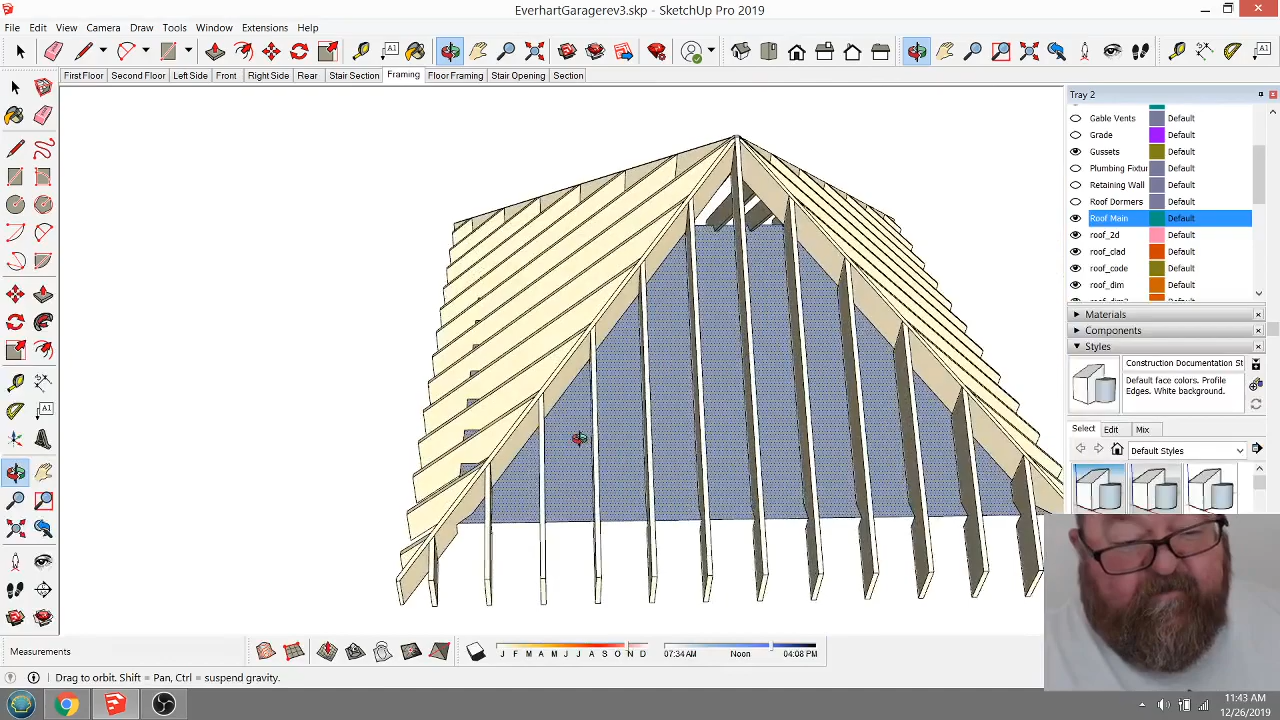 EverhartGaragerev3.skp - SketchUp Pro 2019
File Edit View Camera Draw Tools Window Extensions Help
A1
A1
First Floor Second Floor Left Side Front Right Side Rear Stair Section Framing Floor Framing Stair Opening Section
Tray 2
Gable Vents Default
Grade Default
Gussets Default
Plumbing Fixtu Default
Retaining Wall Default
Roof Dormers Default
Roof Main Default
roof_2d Default
roof_clad Default
roof_code Default
roof_dim Default
Materials
Components
Styles
Construction Documentation St
Default face colors. Profile
Edges. White background.
A1
Select Edit Mix
Default Styles
Measurements
J F M A M J J A S O N D
07:34 AM Noon 04:08 PM
Drag to orbit. Shift = Pan, Ctrl = suspend gravity.
11:43 AM
12/26/2019